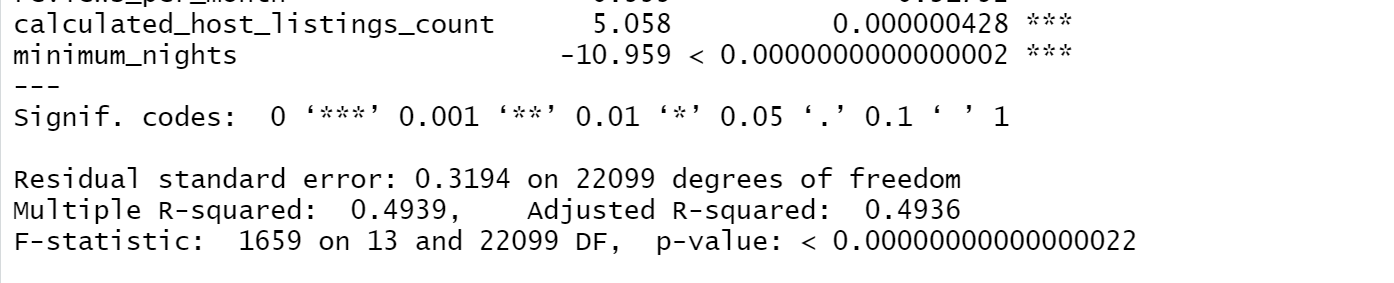 calculated_host_listings_count 5.058 0.000000428 ***
minimum_nights -10.959 < 0.0000000000000002 ***
---
Signif. codes: 0 ‘***’ 0.001 ‘**’ 0.01 ‘*’ 0.05 ‘.’ 0.1 ‘ ’ 1
Residual standard error: 0.3194 on 22099 degrees of freedom
Multiple R-squared: 0.4939, Adjusted R-squared: 0.4936
F-statistic: 1659 on 13 and 22099 DF, p-value: < 0.00000000000000022